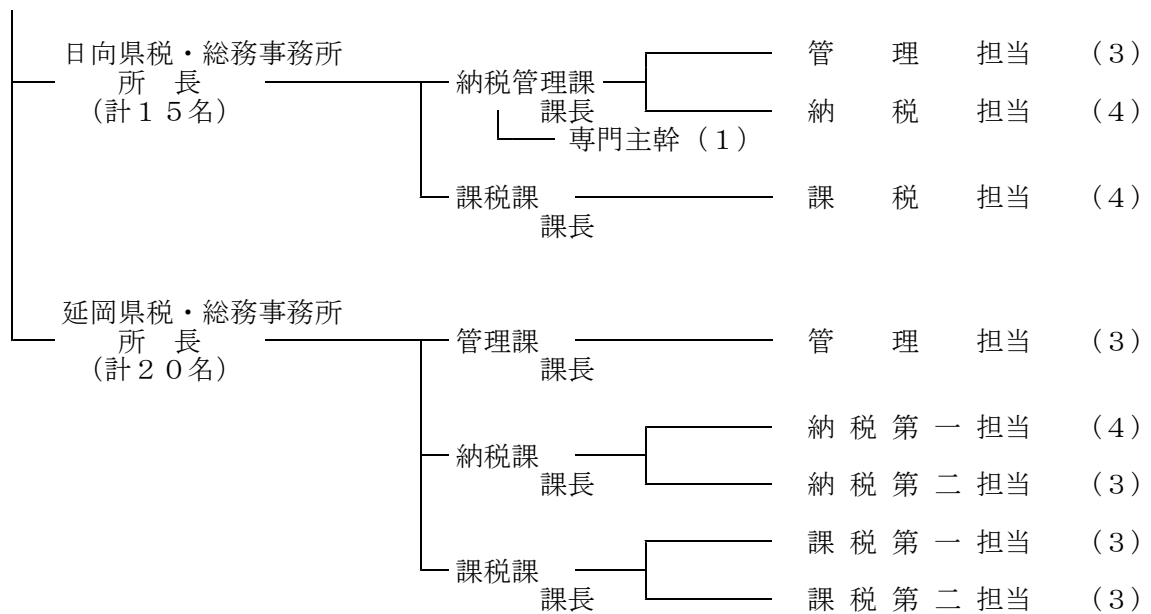 日向県税・総務事務所
所　長
(計１５名)
納税管理課
課長
専門主幹（１）
管　　理　　担当　（３）
納　　税　　担当　（４）
課税課
課長
課　　税　　担当　（４）
延岡県税・総務事務所
所　長
(計２０名)
管理課
課長
管　　理　　担当　（３）
納税課
課長
納 税 第 一 担当　（４）
納 税 第 二 担当　（３）
課税課
課長
課 税 第 一 担当　（３）
課 税 第 二 担当　（３）